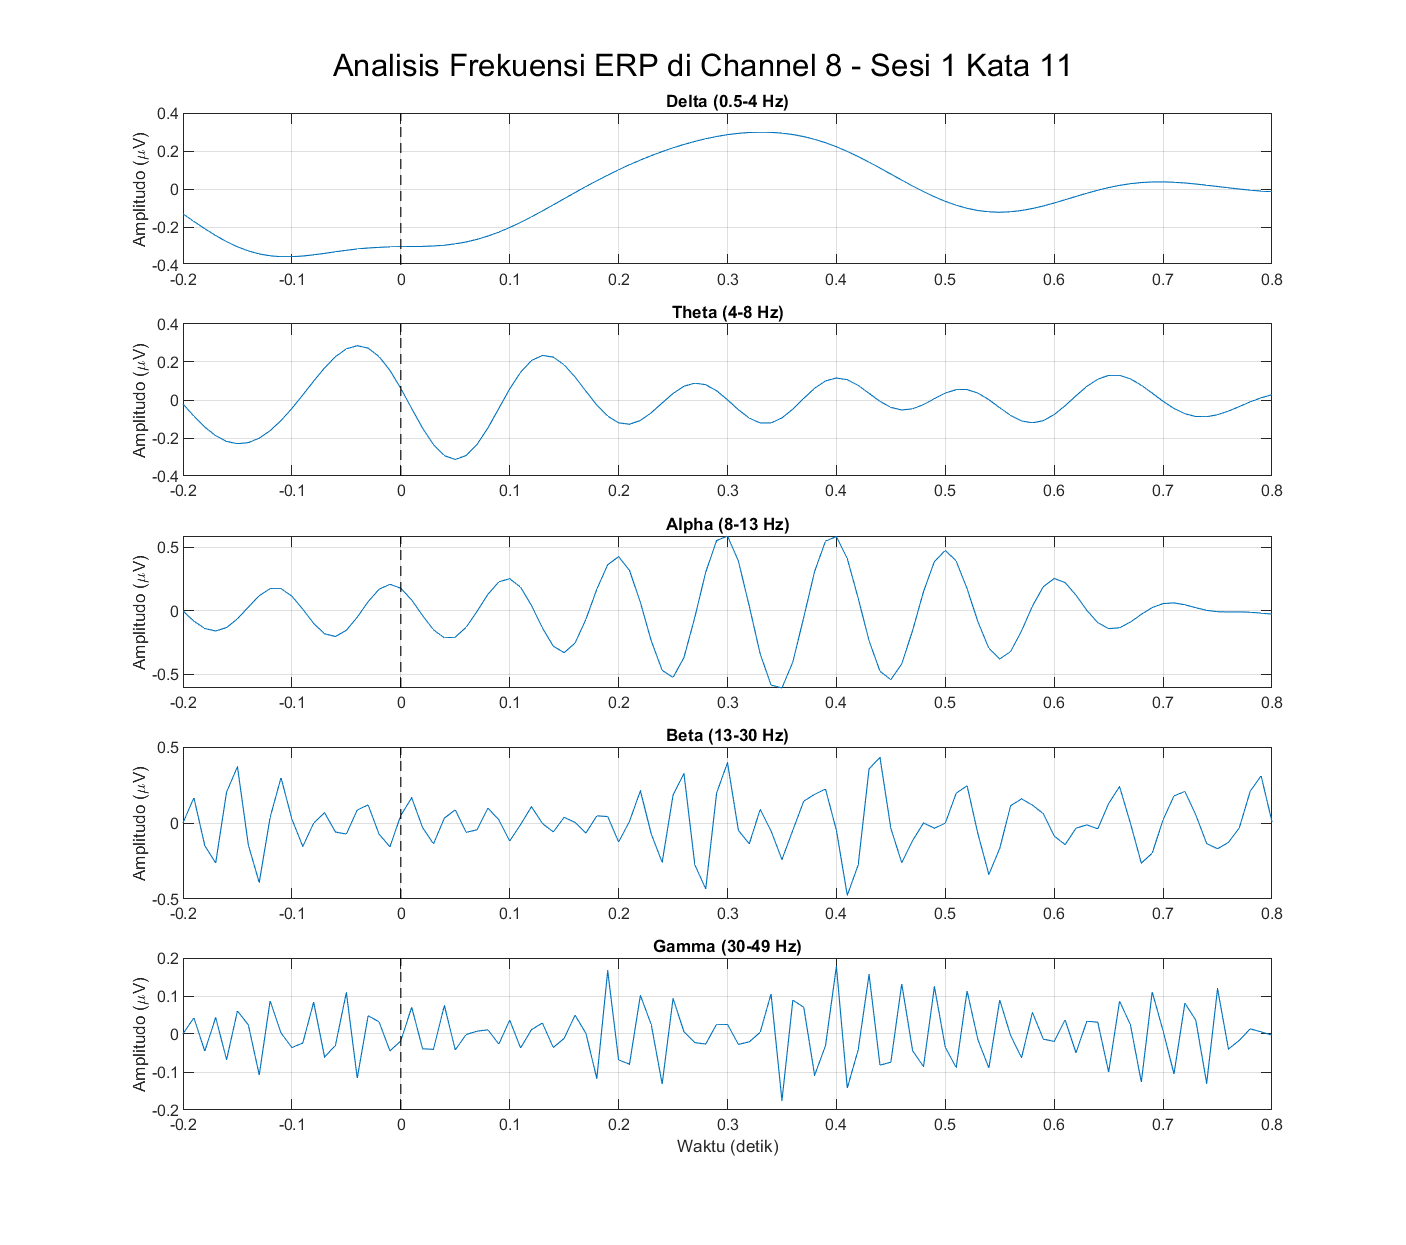 Analisis Frekuensi ERP di Channel 8 - Sesi 1 Kata 11
Delta (0.5-4 Hz)
Amplitudo (μV)
0.4
0.2
0
-0.2
-0.4
-0.2 -0.1 0 0.1 0.2 0.3 0.4 0.5 0.6 0.7 0.8
Theta (4-8 Hz)
Amplitudo (μV)
0.4
0.2
0
-0.2
-0.4
-0.2 -0.1 0 0.1 0.2 0.3 0.4 0.5 0.6 0.7 0.8
Alpha (8-13 Hz)
Amplitudo (μV)
0.5
0
-0.5
-0.2 -0.1 0 0.1 0.2 0.3 0.4 0.5 0.6 0.7 0.8
Beta (13-30 Hz)
Amplitudo (μV)
0.5
0
-0.5
-0.2 -0.1 0 0.1 0.2 0.3 0.4 0.5 0.6 0.7 0.8
Gamma (30-49 Hz)
Amplitudo (μV)
0.2
0.1
0
-0.1
-0.2
-0.2 -0.1 0 0.1 0.2 0.3 0.4 0.5 0.6 0.7 0.8
Waktu (detik)